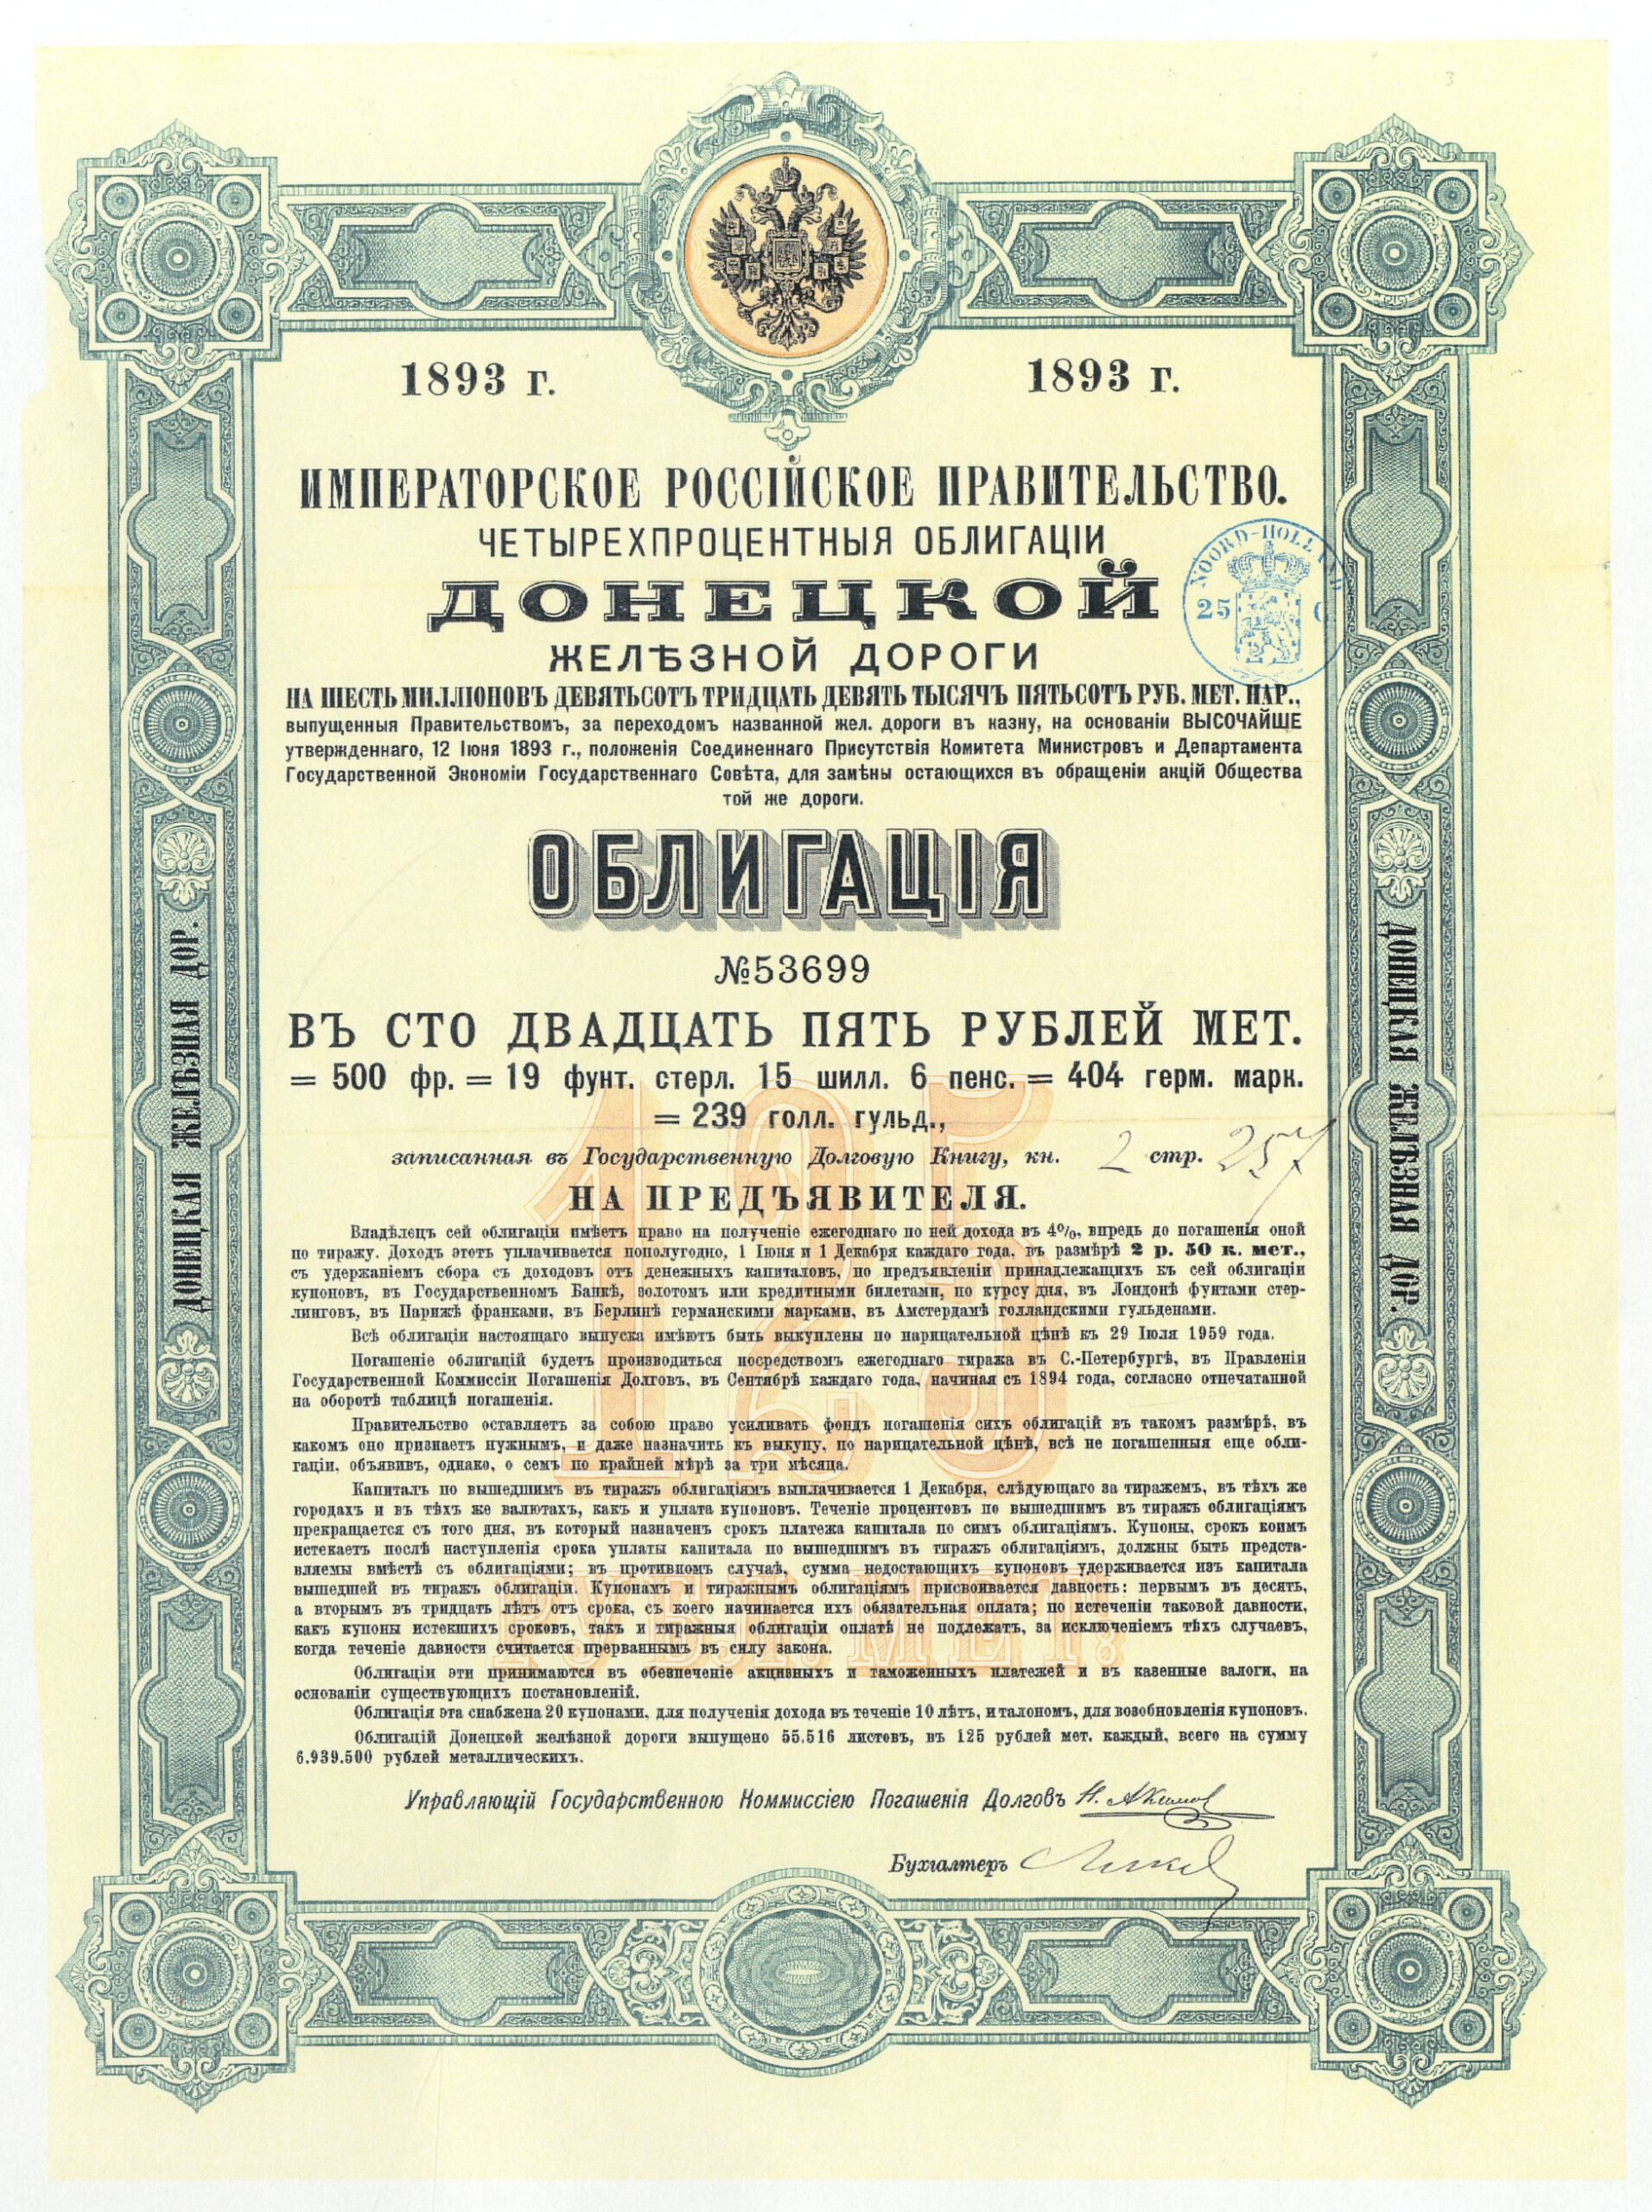 1893 г.
1893 г.
ИМПЕРАТОРСКОЕ РОССІЙСКОЕ ПРАВИТЕЛЬСТВО.
ЧЕТЫРЕХПРОЦЕНТНЫЯ ОБЛИГАЦІИ
ДОНЕЦКОЙ
ЖЕЛѢЗНОЙ ДОРОГИ
НА ШЕСТЬ МИЛЛІОНОВЪ ДЕВЯТЬСОТЪ ТРИДЦАТЬ ДЕВЯТЬ ТЫСЯЧЪ ПЯТЬСОТЪ РУБ. МЕТ. НАР.,
выпущенныя Правительствомъ, за переходомъ названной жел. дороги въ казну, на основаніи ВЫСОЧАЙШЕ
утвержденнаго, 12 Іюня 1893 г., положенія Соединеннаго Присутствія Комитета Министровъ и Департамента
Государственной Экономіи Государственнаго Совѣта, для замѣны остающихся въ обращеніи акцій Общества
той же дороги.
NOORD-HOLLAND
25
ОБЛИГАЦІЯ
№53699
ВЪ СТО ДВАДЦАТЬ ПЯТЬ РУБЛЕЙ МЕТ.
= 500 фр. = 19 фунт. стерл. 15 шилл. 6 пенс. = 404 герм. марк.
= 239 голл. гульд.,
записанная въ Государственную Долговую Книгу, кн. 2 стр. 257
НА ПРЕДЪЯВИТЕЛЯ.
Владѣлецъ сей облигаціи имѣетъ право на полученіе ежегоднаго по ней дохода въ 4%, впредь до погашенія оной
по тиражу. Доходъ этотъ уплачивается пополугодно, 1 Іюня и 1 Декабря каждаго года, въ размѣрѣ 2 р. 50 к. мет.,
съ удержаніемъ сбора съ доходовъ отъ денежныхъ капиталовъ, по предъявленіи принадлежащихъ къ сей облигаціи
купоновъ, въ Государственномъ Банкѣ, золотомъ или кредитными билетами, по курсу дня, въ Лондонѣ фунтами стер-
линговъ, въ Парижѣ франками, въ Берлинѣ германскими марками, въ Амстердамѣ голландскими гульденами.
Всѣ облигаціи настоящаго выпуска имѣютъ быть выкуплены по нарицательной цѣнѣ къ 29 Іюля 1959 года.
Погашеніе облигацій будетъ производиться посредствомъ ежегоднаго тиража въ С.-Петербургѣ, въ Правленіи
Государственной Коммиссіи Погашенія Долговъ, въ Сентябрѣ каждаго года, начиная съ 1894 года, согласно отпечатанной
на оборотѣ таблицѣ погашенія.
Правительство оставляетъ за собою право усиливать фондъ погашенія сихъ облигацій въ такомъ размѣрѣ, въ
какомъ оно признаетъ нужнымъ, и даже назначить къ выкупу, по нарицательной цѣнѣ, всѣ не погашенныя еще обли-
гаціи, объявивъ, однако, о семъ по крайней мѣрѣ за три мѣсяца.
Капиталъ по вышедшимъ въ тиражъ облигаціямъ выплачивается 1 Декабря, слѣдующаго за тиражемъ, въ тѣхъ же
городахъ и въ тѣхъ же валютахъ, какъ и уплата купоновъ. Теченіе процентовъ по вышедшимъ въ тиражъ облигаціямъ
прекращается съ того дня, въ который назначенъ срокъ платежа капитала по симъ облигаціямъ. Купоны, срокъ коимъ
истекаетъ послѣ наступленія срока уплаты капитала по вышедшимъ въ тиражъ облигаціямъ, должны быть предста-
вляемы вмѣстѣ съ облигаціями; въ противномъ случаѣ, сумма недостающихъ купоновъ удерживается изъ капитала
вышедшей въ тиражъ облигаціи. Купонамъ и тиражнымъ облигаціямъ присвоивается давность: первымъ въ десять,
а вторымъ въ тридцать лѣтъ отъ срока, съ коего начинается ихъ обязательная оплата; по истеченіи таковой давности,
какъ купоны истекшихъ сроковъ, такъ и тиражныя облигаціи оплатѣ не подлежатъ, за исключеніемъ тѣхъ случаевъ,
когда теченіе давности считается прерваннымъ въ силу закона.
Облигаціи эти принимаются въ обезпеченіе акцизныхъ и таможенныхъ платежей и въ казенные залоги, на
основаніи существующихъ постановленій.
Облигація эта снабжена 20 купонами, для полученія дохода въ теченіе 10 лѣтъ, и талономъ, для возобновленія купоновъ.
Облигацій Донецкой желѣзной дороги выпущено 55.516 листовъ, въ 125 рублей мет. каждый, всего на сумму
6.939.500 рублей металлическихъ.
125
РУБЛ. МЕТ.
Управляющій Государственною Коммиссіею Погашенія Долговъ Н. Акимов
Бухгалтеръ
ДОНЕЦКАЯ ЖЕЛѢЗНАЯ ДОР.
ДОНЕЦКАЯ ЖЕЛѢЗНАЯ ДОР.
3